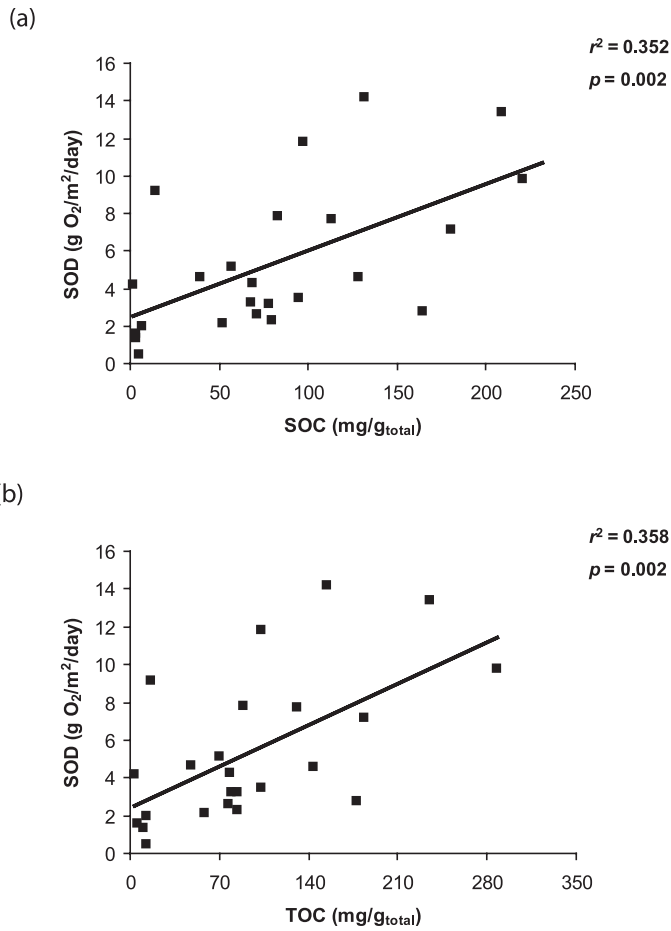 (a)
r² = 0.352
p = 0.002
16
14
12
10
8
6
4
2
0
SOD (g O₂/m²/day)
0 50 100 150 200 250
SOC (mg/gtotal)
b)
r² = 0.358
p = 0.002
16
14
12
10
8
6
4
2
0
SOD (g O₂/m²/day)
0 70 140 210 280 350
TOC (mg/gtotal)